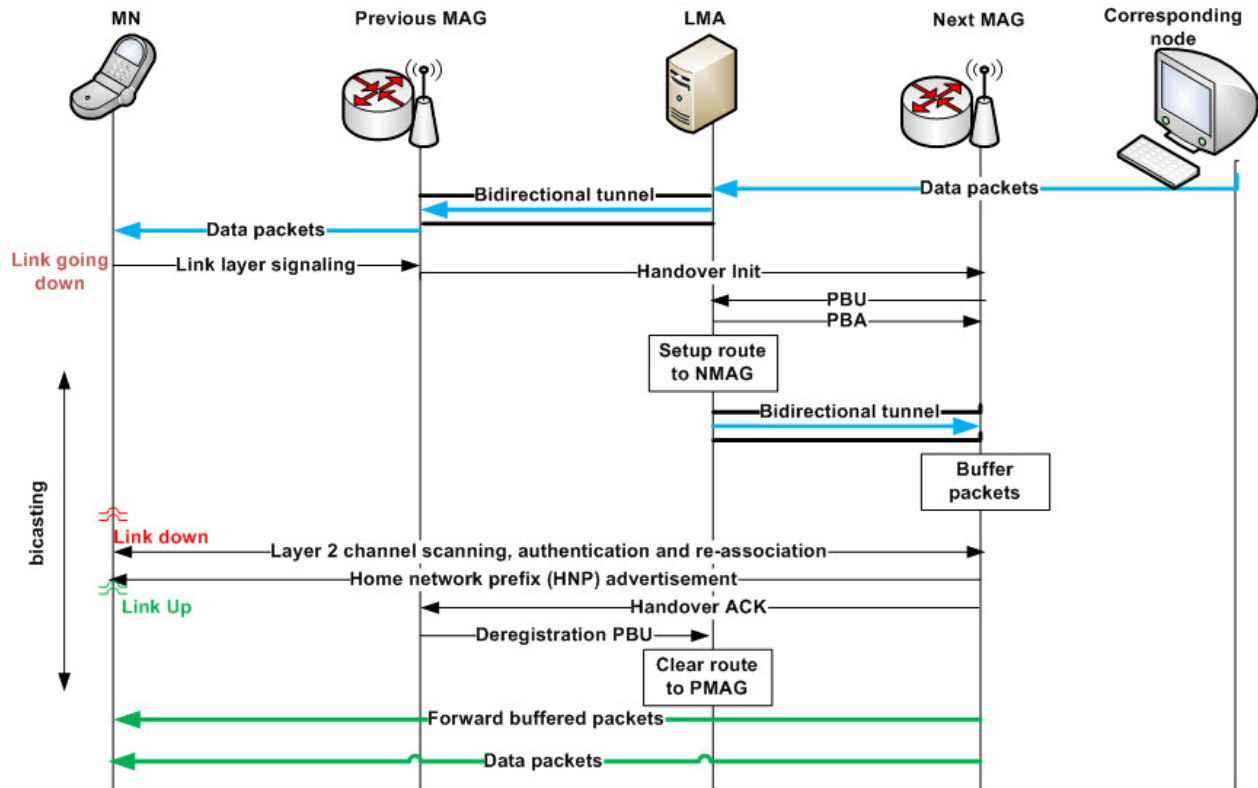 MN
Previous MAG
LMA
Next MAG
Corresponding
node
Data packets
Bidirectional tunnel
Data packets
Link going
down
Link layer signaling
Handover Init
PBU
PBA
Setup route
to NMAG
Bidirectional tunnel
Buffer
packets
bicasting
Link down
Layer 2 channel scanning, authentication and re-association
Home network prefix (HNP) advertisement
Link Up
Handover ACK
Deregistration PBU
Clear route
to PMAG
Forward buffered packets
Data packets